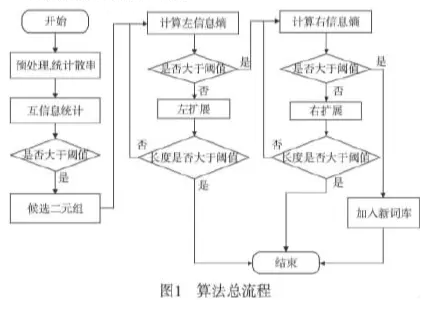 开始
预处理,统计散率
互信息统计
是否大于阈值
是
候选二元组
计算左信息熵
是否大于阈值
是
否
左扩展
否
长度是否大于阈值
是
计算右信息熵
是否大于阈值
是
否
右扩展
否
长度是否大于阈值
是
加入新词库
结束
图1 算法总流程